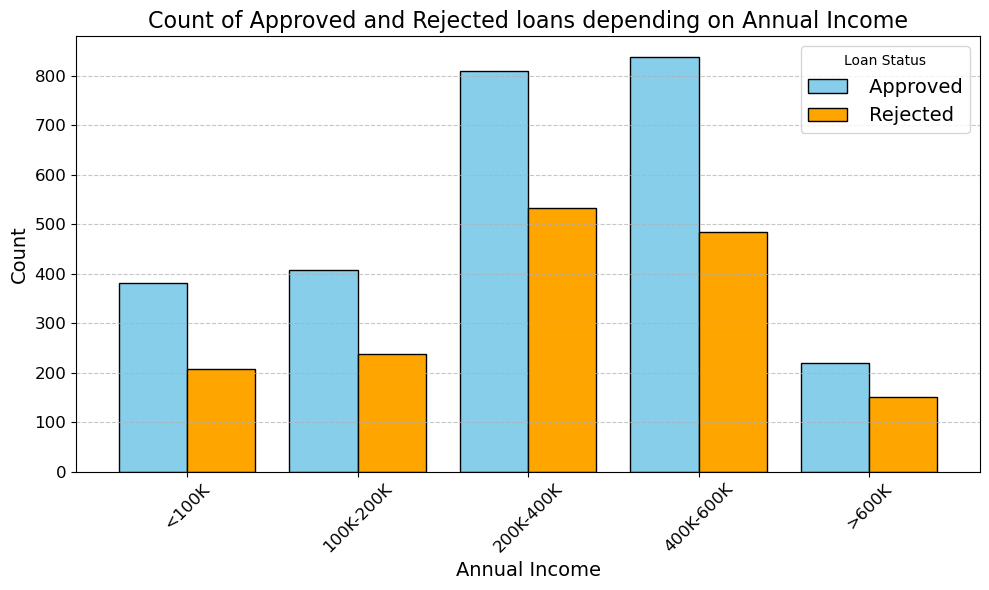 Count of Approved and Rejected loans depending on Annual Income
Loan Status
Approved
Rejected
Count
800
700
600
500
400
300
200
100
0
<100K
100K-200K
200K-400K
400K-600K
>600K
Annual Income